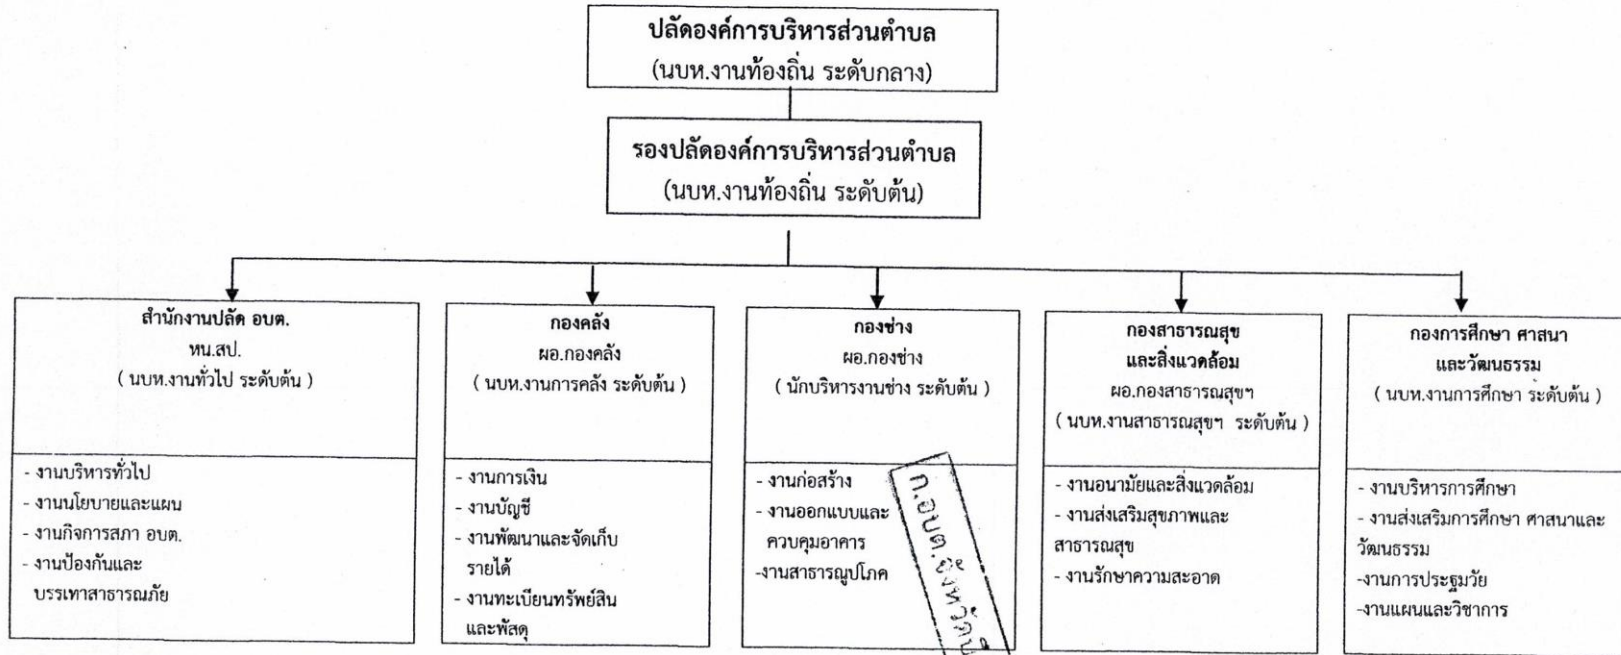 ปลัดองค์การบริหารส่วนตำบล
(นบห.งานท้องถิ่น ระดับกลาง)
รองปลัดองค์การบริหารส่วนตำบล
(นบห.งานท้องถิ่น ระดับต้น)
สำนักงานปลัด อบต.
หน.สป.
( นบห.งานทั่วไป ระดับต้น )
- งานบริหารทั่วไป
- งานนโยบายและแผน
- งานกิจการสภา อบต.
- งานป้องกันและ
บรรเทาสาธารณภัย
กองคลัง
ผอ.กองคลัง
( นบห.งานการคลัง ระดับต้น )
- งานการเงิน
- งานบัญชี
- งานพัฒนาและจัดเก็บ
รายได้
- งานทะเบียนทรัพย์สิน
และพัสดุ
กองช่าง
ผอ.กองช่าง
( นักบริหารงานช่าง ระดับต้น )
- งานก่อสร้าง
- งานออกแบบและ
ควบคุมอาคาร
-งานสาธารณูปโภค
ก.อบต.จังหวัด
กองสาธารณสุข
และสิ่งแวดล้อม
ผอ.กองสาธารณสุขฯ
( นบห.งานสาธารณสุขฯ ระดับต้น )
- งานอนามัยและสิ่งแวดล้อม
- งานส่งเสริมสุขภาพและ
สาธารณสุข
- งานรักษาความสะอาด
กองการศึกษา ศาสนา
และวัฒนธรรม
( นบห.งานการศึกษา ระดับต้น )
- งานบริหารการศึกษา
- งานส่งเสริมการศึกษา ศาสนาและ
วัฒนธรรม
-งานการประฐมวัย
-งานแผนและวิชาการ